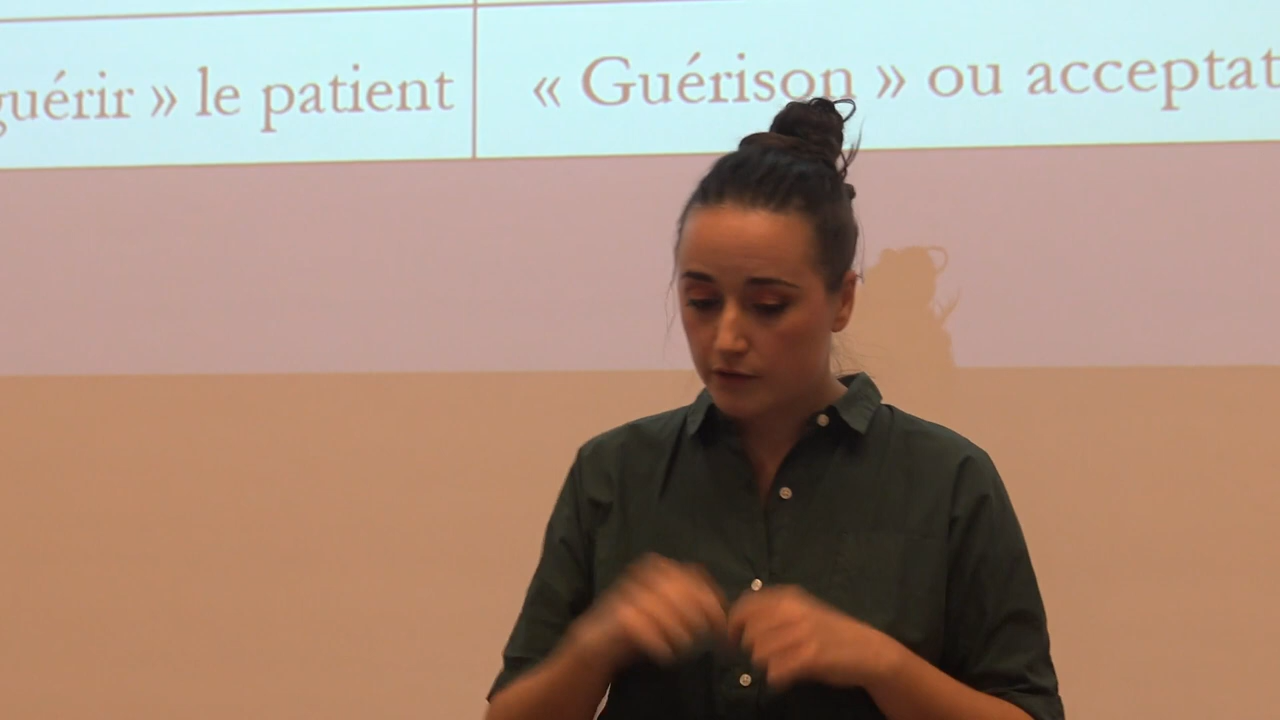 guérir » le patient
« Guérison » ou acceptat